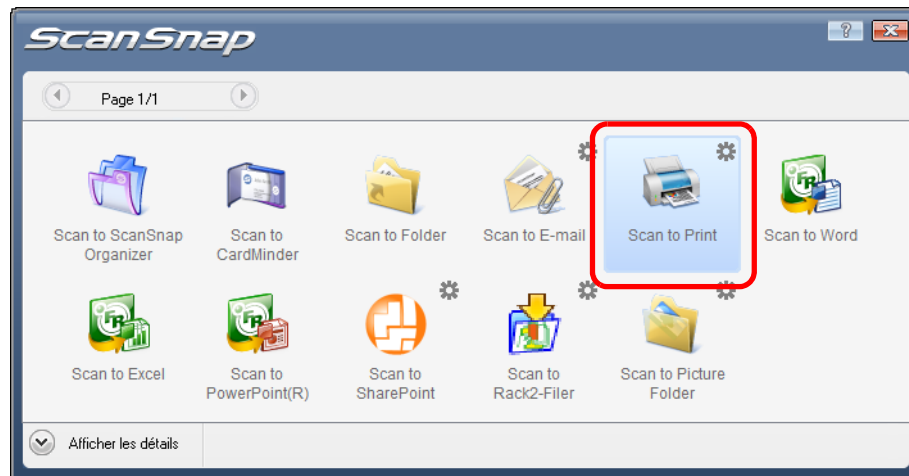 ScanSnap
Page 1/1
Scan to ScanSnap
Organizer
Scan to
CardMinder
Scan to Folder
Scan to E-mail
Scan to Print
Scan to Word
Scan to Excel
Scan to
PowerPoint(R)
Scan to
SharePoint
Scan to
Rack2-Filer
Scan to Picture
Folder
Afficher les détails